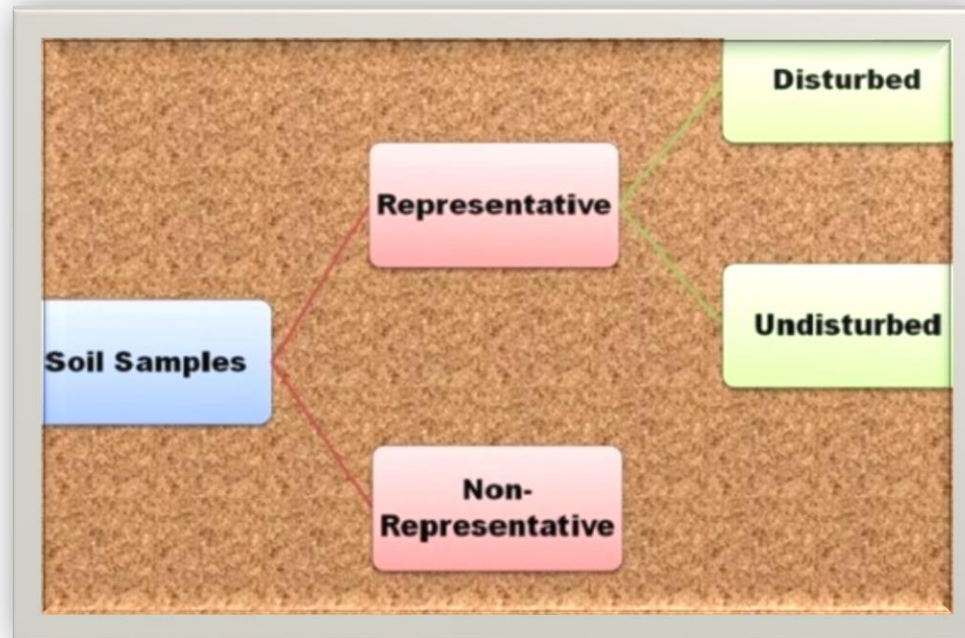 Soil Samples
Representative
Non-
Representative
Disturbed
Undisturbed